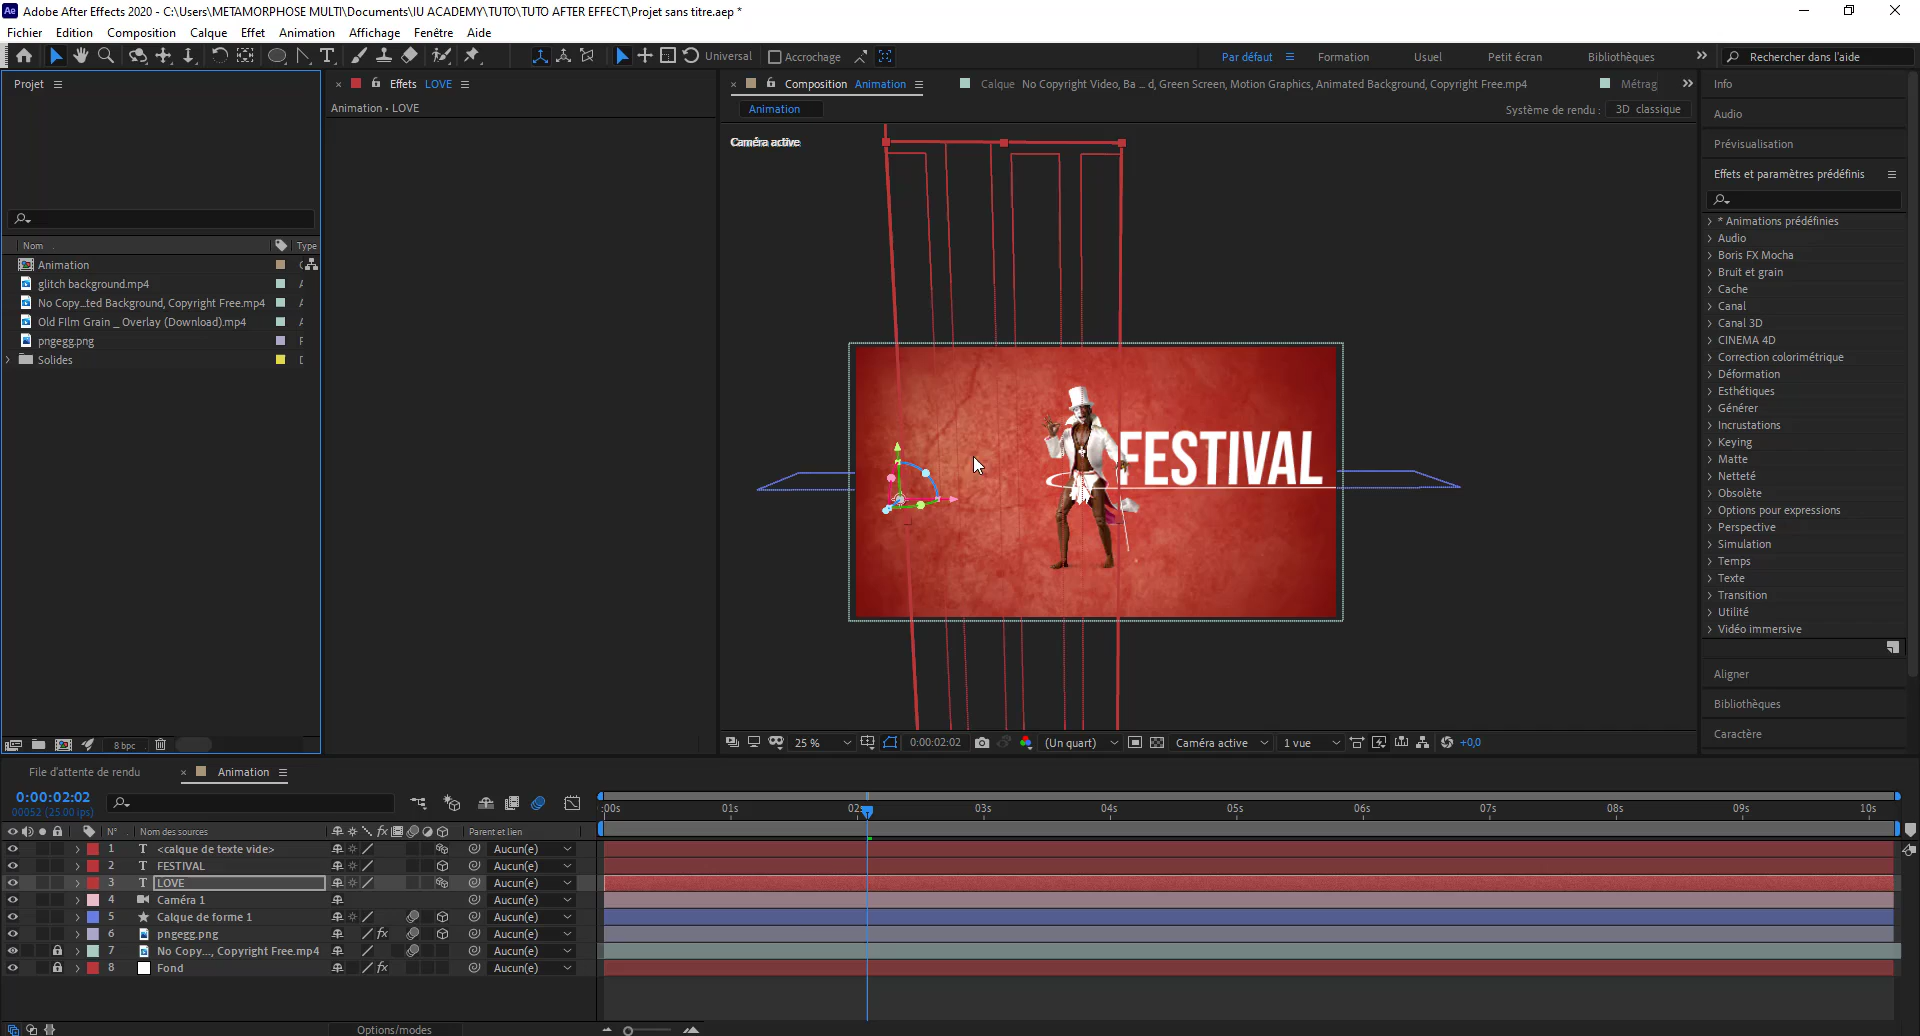 Adobe After Effects 2020 - C:\Users\METAMORPHOSE MULTI\Documents\IU ACADEMY\TUTO\TUTO AFTER EFFECT\Projet sans titre.aep *
Fichier Edition Composition Calque Effet Animation Affichage Fenêtre Aide
Universal Accrochage Par défaut Formation Usuel Petit écran Bibliothèques Rechercher dans l'aide
Projet
Nom Type
Animation
glitch background.mp4
No Copy...ted Background, Copyright Free.mp4
Old FIlm Grain _ Overlay (Download).mp4
pngegg.png
Solides
8 bpc
Effets LOVE
Animation • LOVE
Composition Animation
Calque No Copyright Video, Ba ... d, Green Screen, Motion Graphics, Animated Background, Copyright Free.mp4
Métrag
Animation
Système de rendu : 3D classique
Caméra active
FESTIVAL
25 % 0:00:02:02 (Un quart) Caméra active 1 vue +0,0
Info
Audio
Prévisualisation
Effets et paramètres prédéfinis
* Animations prédéfinies
Audio
Boris FX Mocha
Bruit et grain
Cache
Canal
Canal 3D
CINEMA 4D
Correction colorimétrique
Déformation
Esthétiques
Générer
Incrustations
Keying
Matte
Netteté
Obsolète
Options pour expressions
Perspective
Simulation
Temps
Texte
Transition
Utilité
Vidéo immersive
Aligner
Bibliothèques
Caractère
File d'attente de rendu Animation
0:00:02:02
00052 (25.00 ips)
:00s 01s 02s 03s 04s 05s 06s 07s 08s 09s 10s
N° Nom des sources fx Parent et lien
1 T <calque de texte vide> Aucun(e)
2 T FESTIVAL Aucun(e)
3 T LOVE Aucun(e)
4 Caméra 1 Aucun(e)
5 Calque de forme 1 Aucun(e)
6 pngegg.png fx Aucun(e)
7 No Copy..., Copyright Free.mp4 Aucun(e)
8 Fond fx Aucun(e)
Options/modes